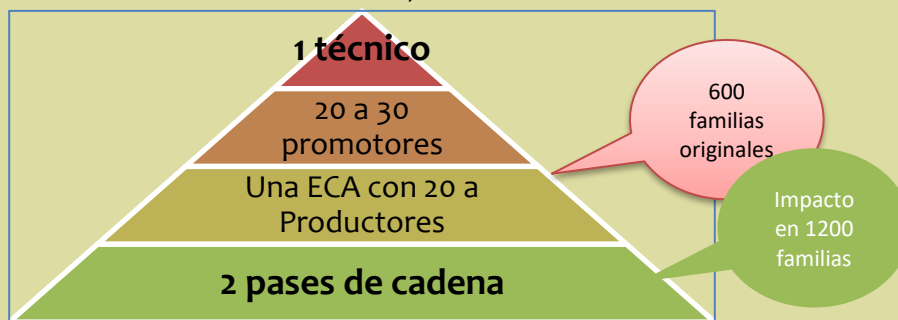 1 técnico
20 a 30
promotores
Una ECA con 20 a
Productores
2 pases de cadena
600
familias
originales
Impacto
en 1200
familias